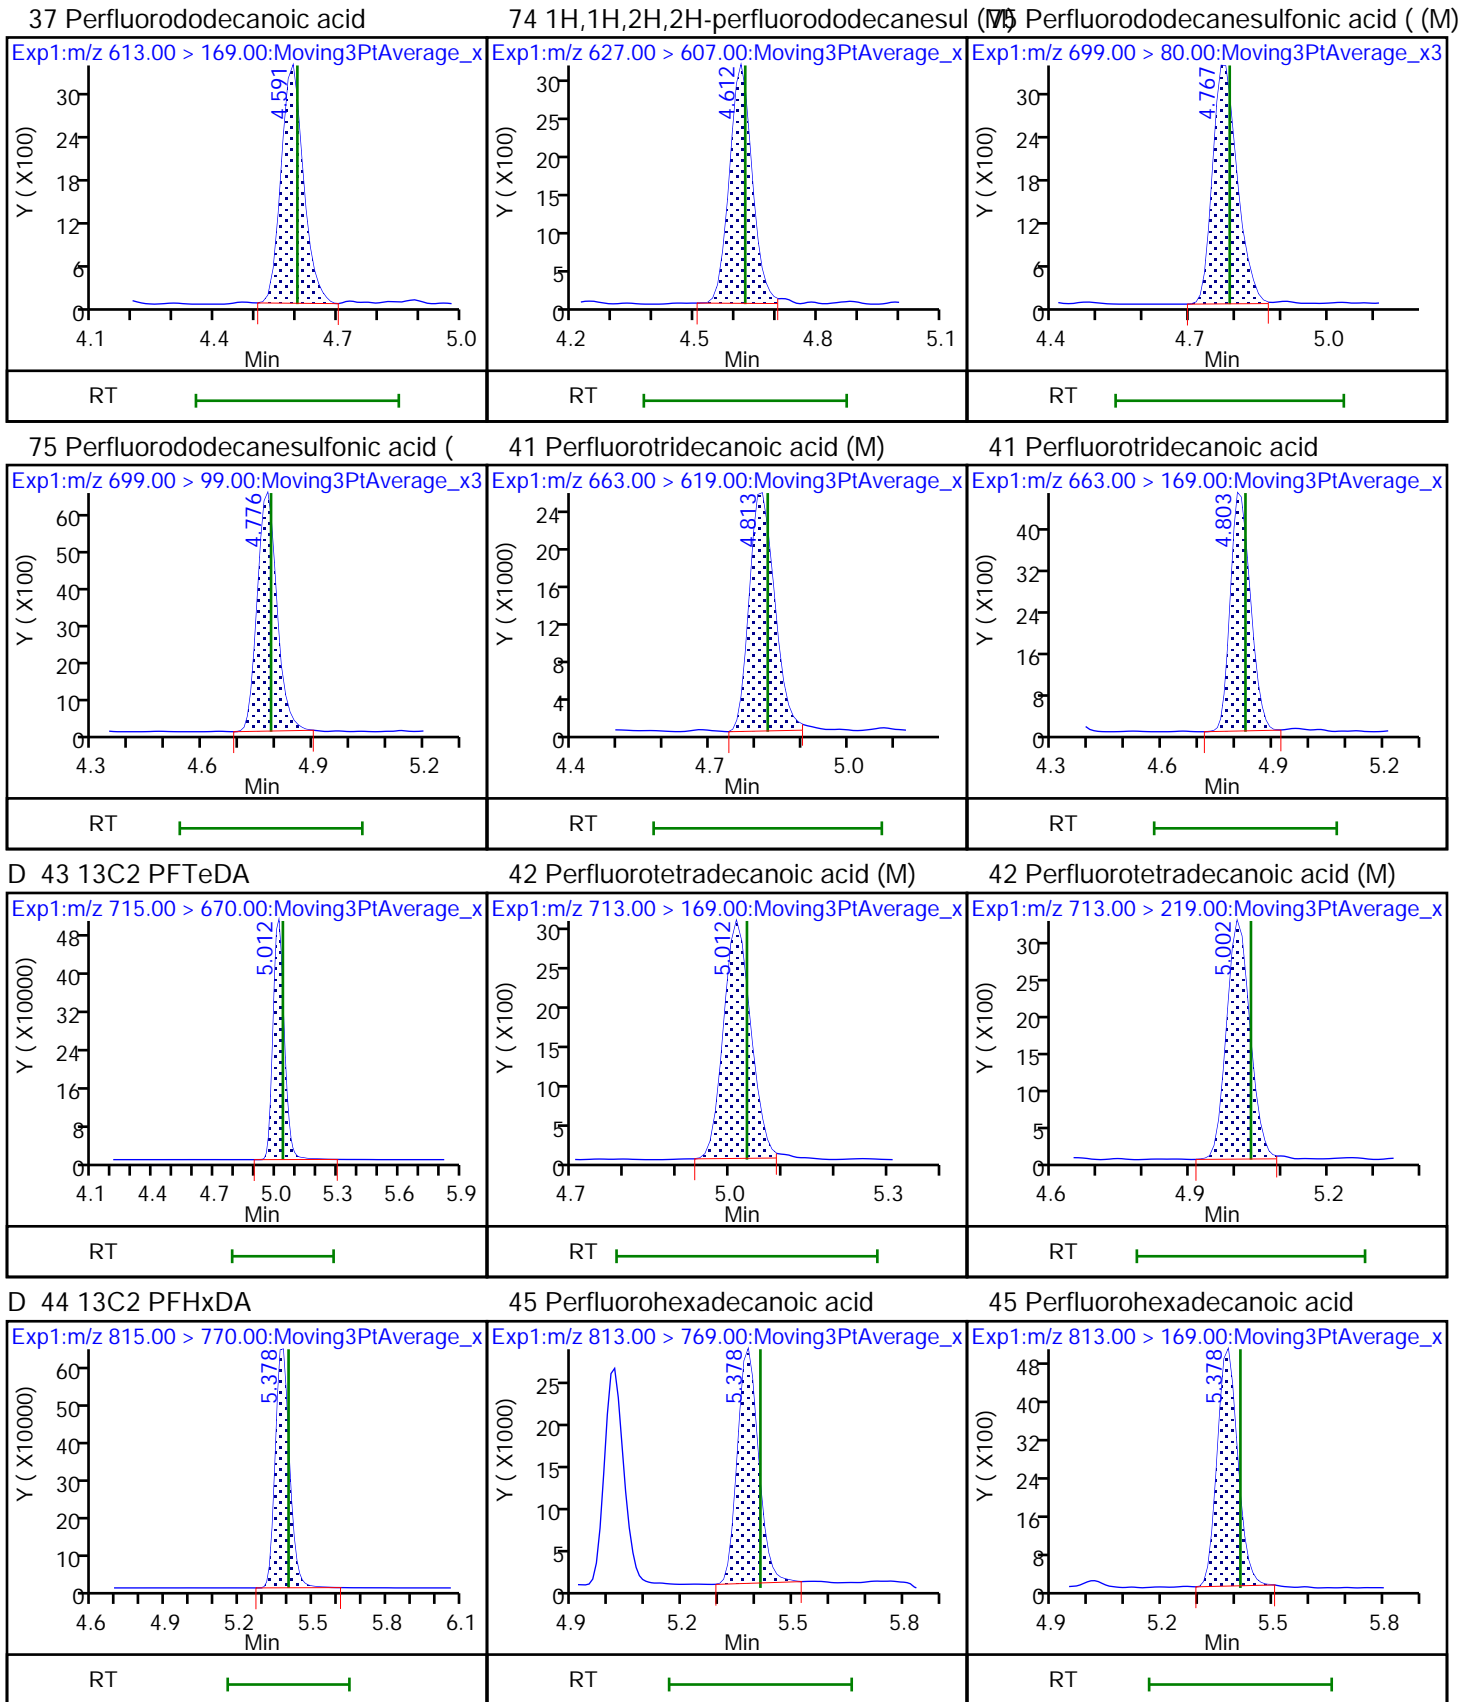 37 Perfluorododecanoic acid
74 1H,1H,2H,2H-perfluorododecanesul (M)
75 Perfluorododecanesulfonic acid ( (M)
Exp1:m/z 613.00 > 169.00:Moving3PtAverage_x
Y ( X100)
30
24
18
12
6
0
4.591
4.1 4.4 4.7 5.0
Min
RT
Exp1:m/z 627.00 > 607.00:Moving3PtAverage_x
Y ( X100)
30
25
20
15
10
5
0
4.612
4.2 4.5 4.8 5.1
Min
RT
Exp1:m/z 699.00 > 80.00:Moving3PtAverage_x3
Y ( X100)
30
24
18
12
6
0
4.767
4.4 4.7 5.0
Min
RT
75 Perfluorododecanesulfonic acid (
Exp1:m/z 699.00 > 99.00:Moving3PtAverage_x3
Y ( X100)
60
50
40
30
20
10
0
4.776
4.3 4.6 4.9 5.2
Min
RT
41 Perfluorotridecanoic acid (M)
Exp1:m/z 663.00 > 619.00:Moving3PtAverage_x
Y ( X1000)
24
20
16
12
8
4
0
4.813
4.4 4.7 5.0
Min
RT
41 Perfluorotridecanoic acid
Exp1:m/z 663.00 > 169.00:Moving3PtAverage_x
Y ( X100)
40
32
24
16
8
0
4.803
4.3 4.6 4.9 5.2
Min
RT
D 43 13C2 PFTeDA
Exp1:m/z 715.00 > 670.00:Moving3PtAverage_x
Y ( X10000)
48
40
32
24
16
8
0
5.012
4.1 4.4 4.7 5.0 5.3 5.6 5.9
Min
RT
42 Perfluorotetradecanoic acid (M)
Exp1:m/z 713.00 > 169.00:Moving3PtAverage_x
Y ( X100)
30
25
20
15
10
5
0
5.012
4.7 5.0 5.3
Min
RT
42 Perfluorotetradecanoic acid (M)
Exp1:m/z 713.00 > 219.00:Moving3PtAverage_x
Y ( X100)
30
25
20
15
10
5
0
5.002
4.6 4.9 5.2
Min
RT
D 44 13C2 PFHxDA
Exp1:m/z 815.00 > 770.00:Moving3PtAverage_x
Y ( X10000)
60
50
40
30
20
10
0
5.378
4.6 4.9 5.2 5.5 5.8 6.1
Min
RT
45 Perfluorohexadecanoic acid
Exp1:m/z 813.00 > 769.00:Moving3PtAverage_x
Y ( X1000)
25
20
15
10
5
0
5.378
4.9 5.2 5.5 5.8
Min
RT
45 Perfluorohexadecanoic acid
Exp1:m/z 813.00 > 169.00:Moving3PtAverage_x
Y ( X100)
48
40
32
24
16
8
0
5.378
4.9 5.2 5.5 5.8
Min
RT